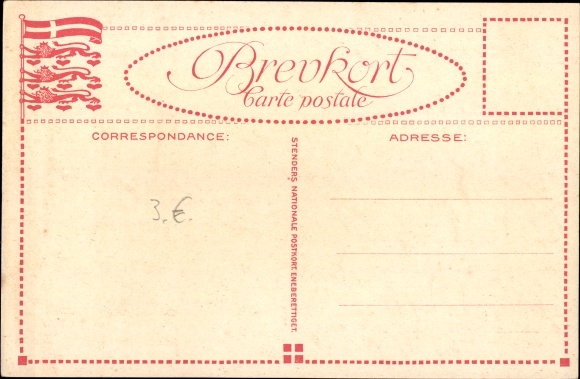 Brevkort
Carte postale
CORRESPONDANCE:
ADRESSE:
STENDERS NATIONALE POSTKORT. ENEBERETTIGET.
3.€.